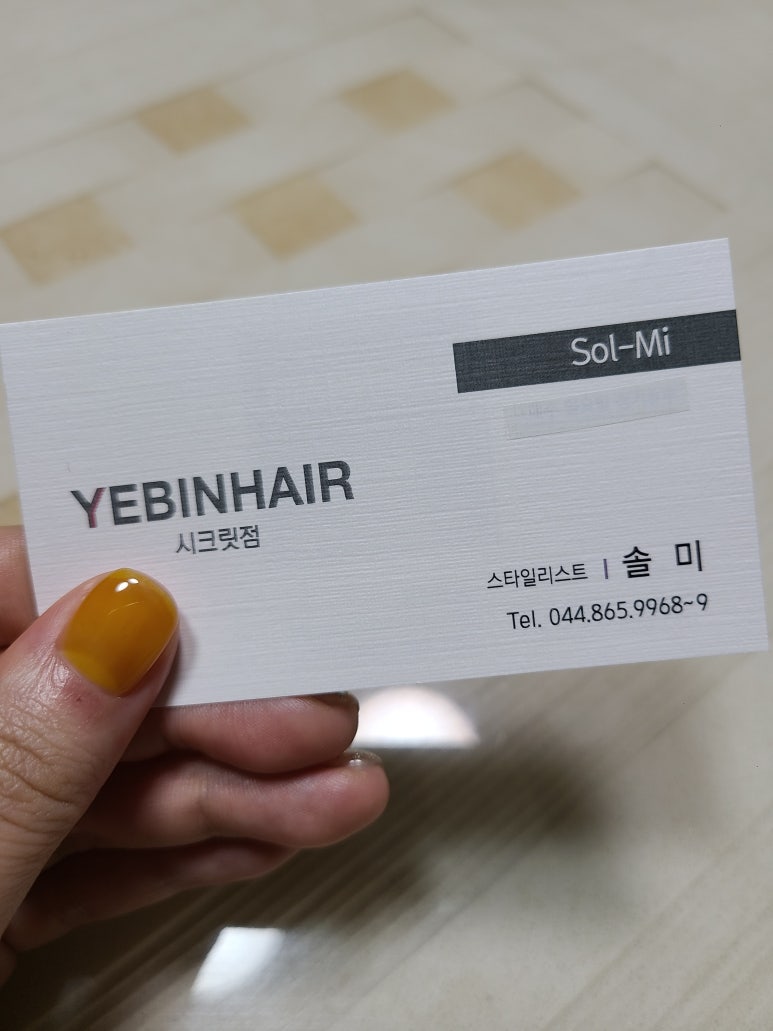 Sol-Mi
YEBINHAIR
시크릿점
스타일리스트 | 솔 미
Tel. 044.865.9968~9